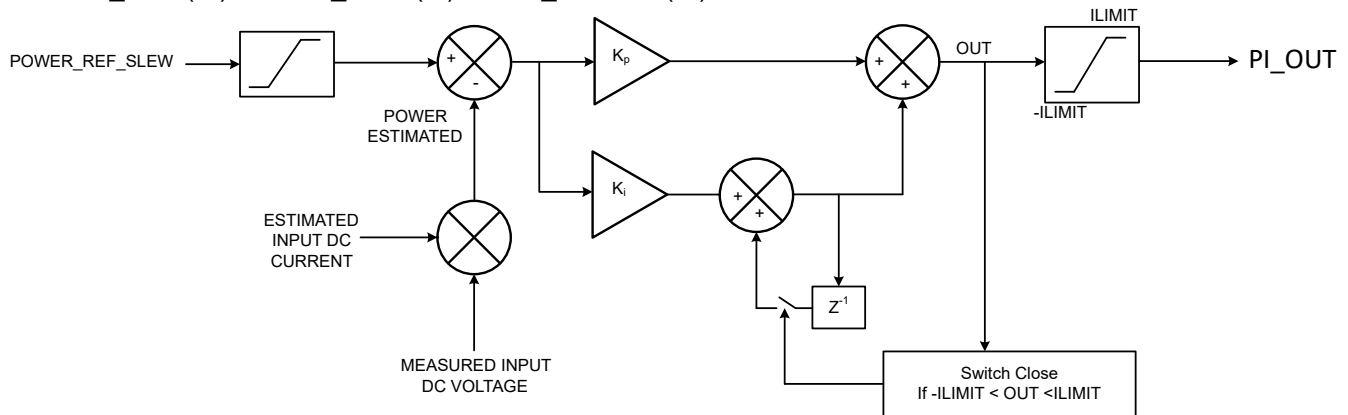 POWER_REF_SLEW
+
-
POWER
ESTIMATED
ESTIMATED
INPUT DC
CURRENT
MEASURED INPUT
DC VOLTAGE
Kp
Ki
+
+
Z-1
+
+
OUT
ILIMIT
-ILIMIT
PI_OUT
Switch Close
If -ILIMIT < OUT <ILIMIT